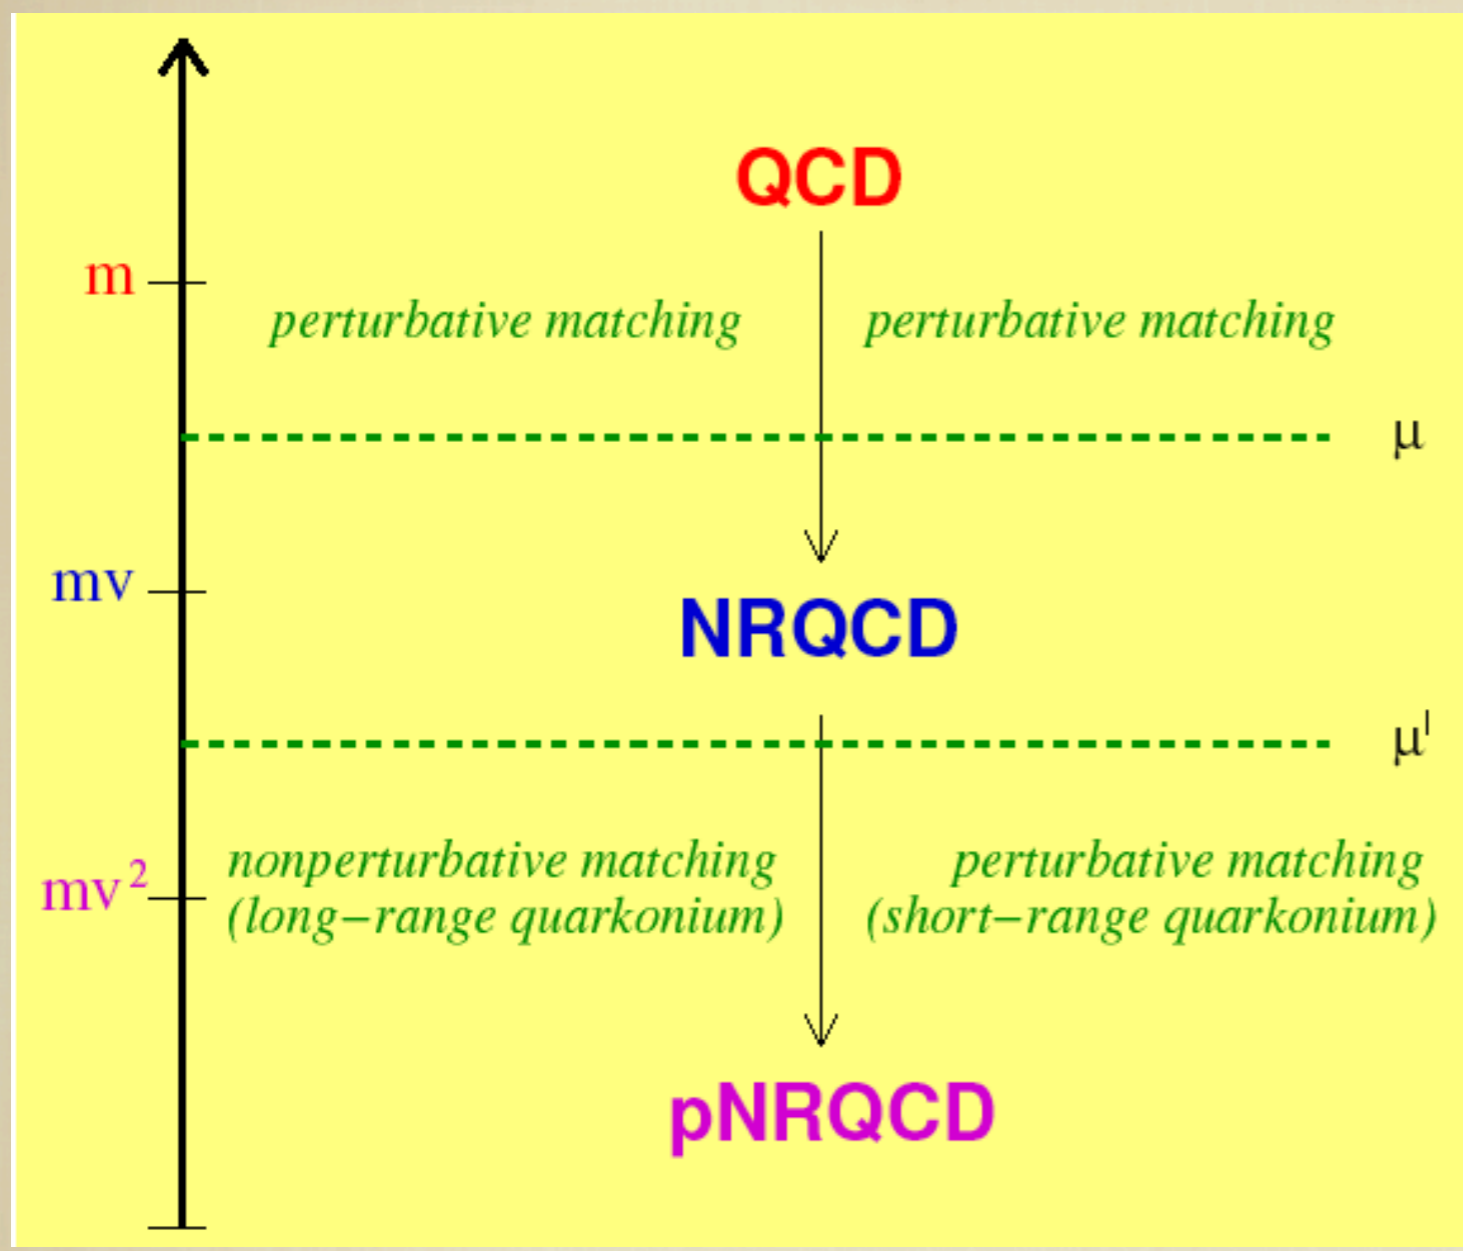 QCD
m
perturbative matching perturbative matching
μ
mv
NRQCD
μ'
nonperturbative matching perturbative matching
mv²
(long–range quarkonium) (short–range quarkonium)
pNRQCD